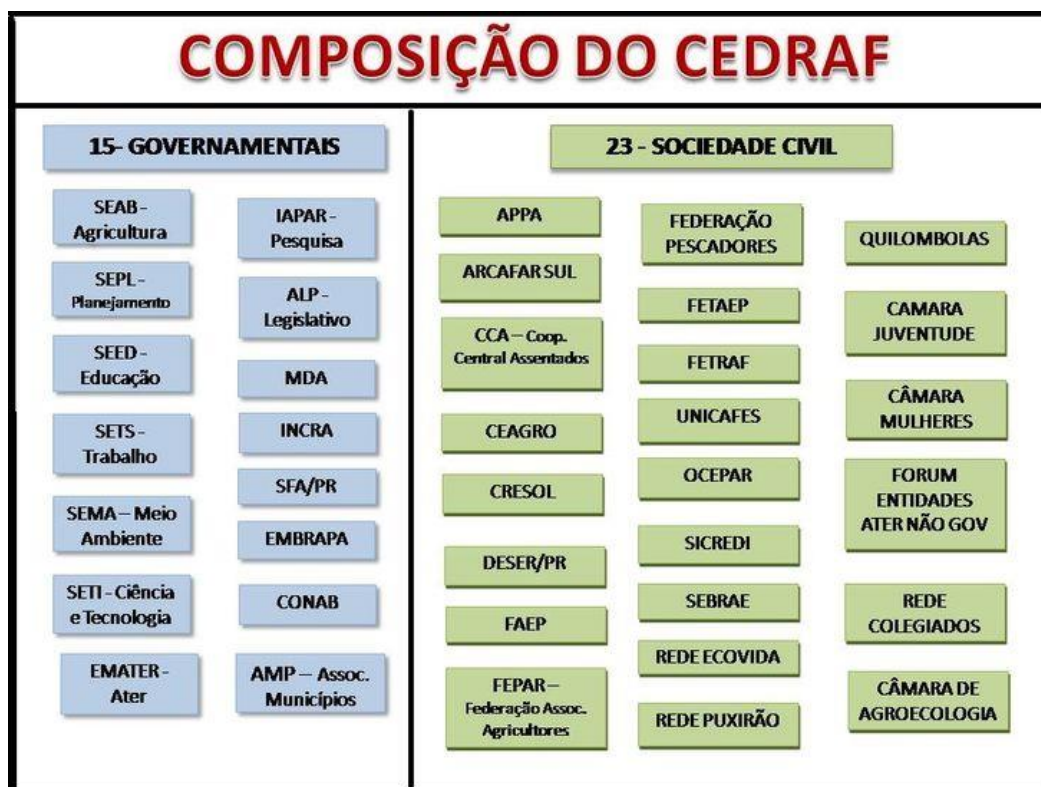 COMPOSIÇÃO DO CEDRAF
15- GOVERNAMENTAIS
SEAB -
Agricultura
SEPL -
Planejamento
SEED -
Educação
SETS -
Trabalho
SEMA – Meio
Ambiente
SETI - Ciência
e Tecnologia
EMATER -
Ater
IAPAR -
Pesquisa
ALP -
Legislativo
MDA
INCRA
SFA/PR
EMBRAPA
CONAB
AMP – Assoc.
Municípios
23 - SOCIEDADE CIVIL
APPA
ARCAFAR SUL
CCA – Coop.
Central Assentados
CEAGRO
CRESOL
DESER/PR
FAEP
FEPAR –
Federação Assoc.
Agricultores
FEDERAÇÃO
PESCADORES
FETAEP
FETRAF
UNICAFES
OCEPAR
SICREDI
SEBRAE
REDE ECOVIDA
REDE PUXIRÃO
QUILOMBOLAS
CAMARA
JUVENTUDE
CÂMARA
MULHERES
FORUM
ENTIDADES
ATER NÃO GOV
REDE
COLEGIADOS
CÂMARA DE
AGROECOLOGIA